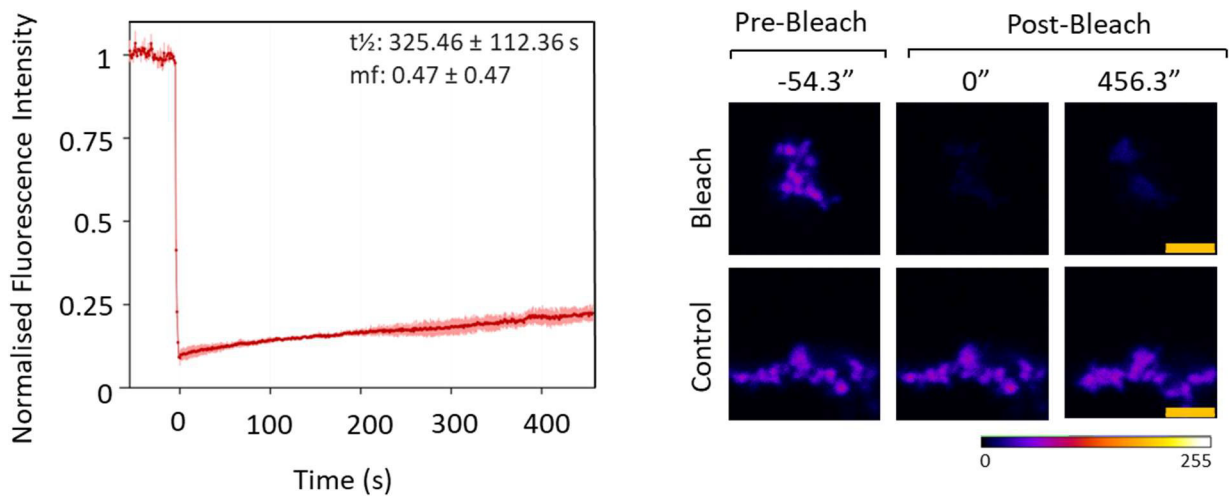 t½: 325.46 ± 112.36 s
mf: 0.47 ± 0.47
Normalised Fluorescence Intensity
1
0.75
0.5
0.25
0
0
100
200
300
400
Time (s)
Pre-Bleach
Post-Bleach
-54.3”
0”
456.3”
Bleach
Control
0
255